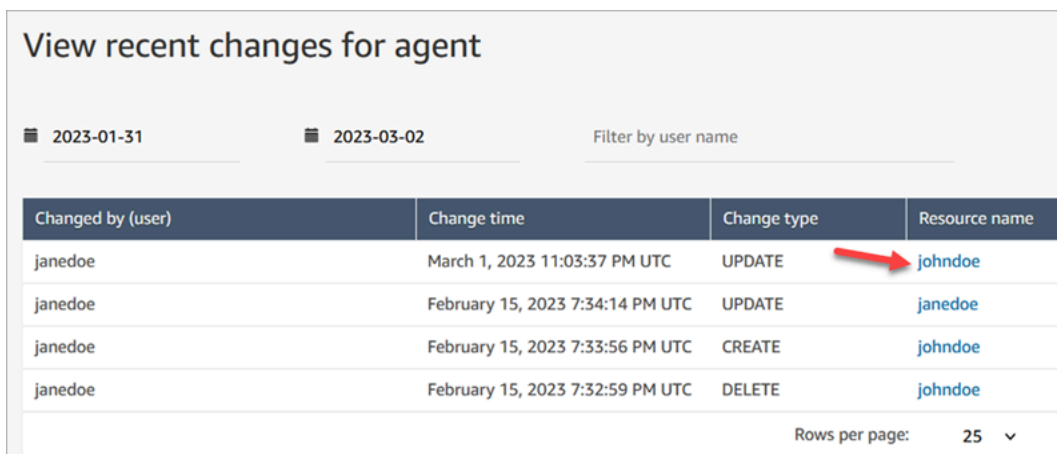 View recent changes for agent
2023-01-31 2023-03-02 Filter by user name
Changed by (user) Change time Change type Resource name
janedoe March 1, 2023 11:03:37 PM UTC UPDATE johndoe
janedoe February 15, 2023 7:34:14 PM UTC UPDATE janedoe
janedoe February 15, 2023 7:33:56 PM UTC CREATE johndoe
janedoe February 15, 2023 7:32:59 PM UTC DELETE johndoe
Rows per page: 25